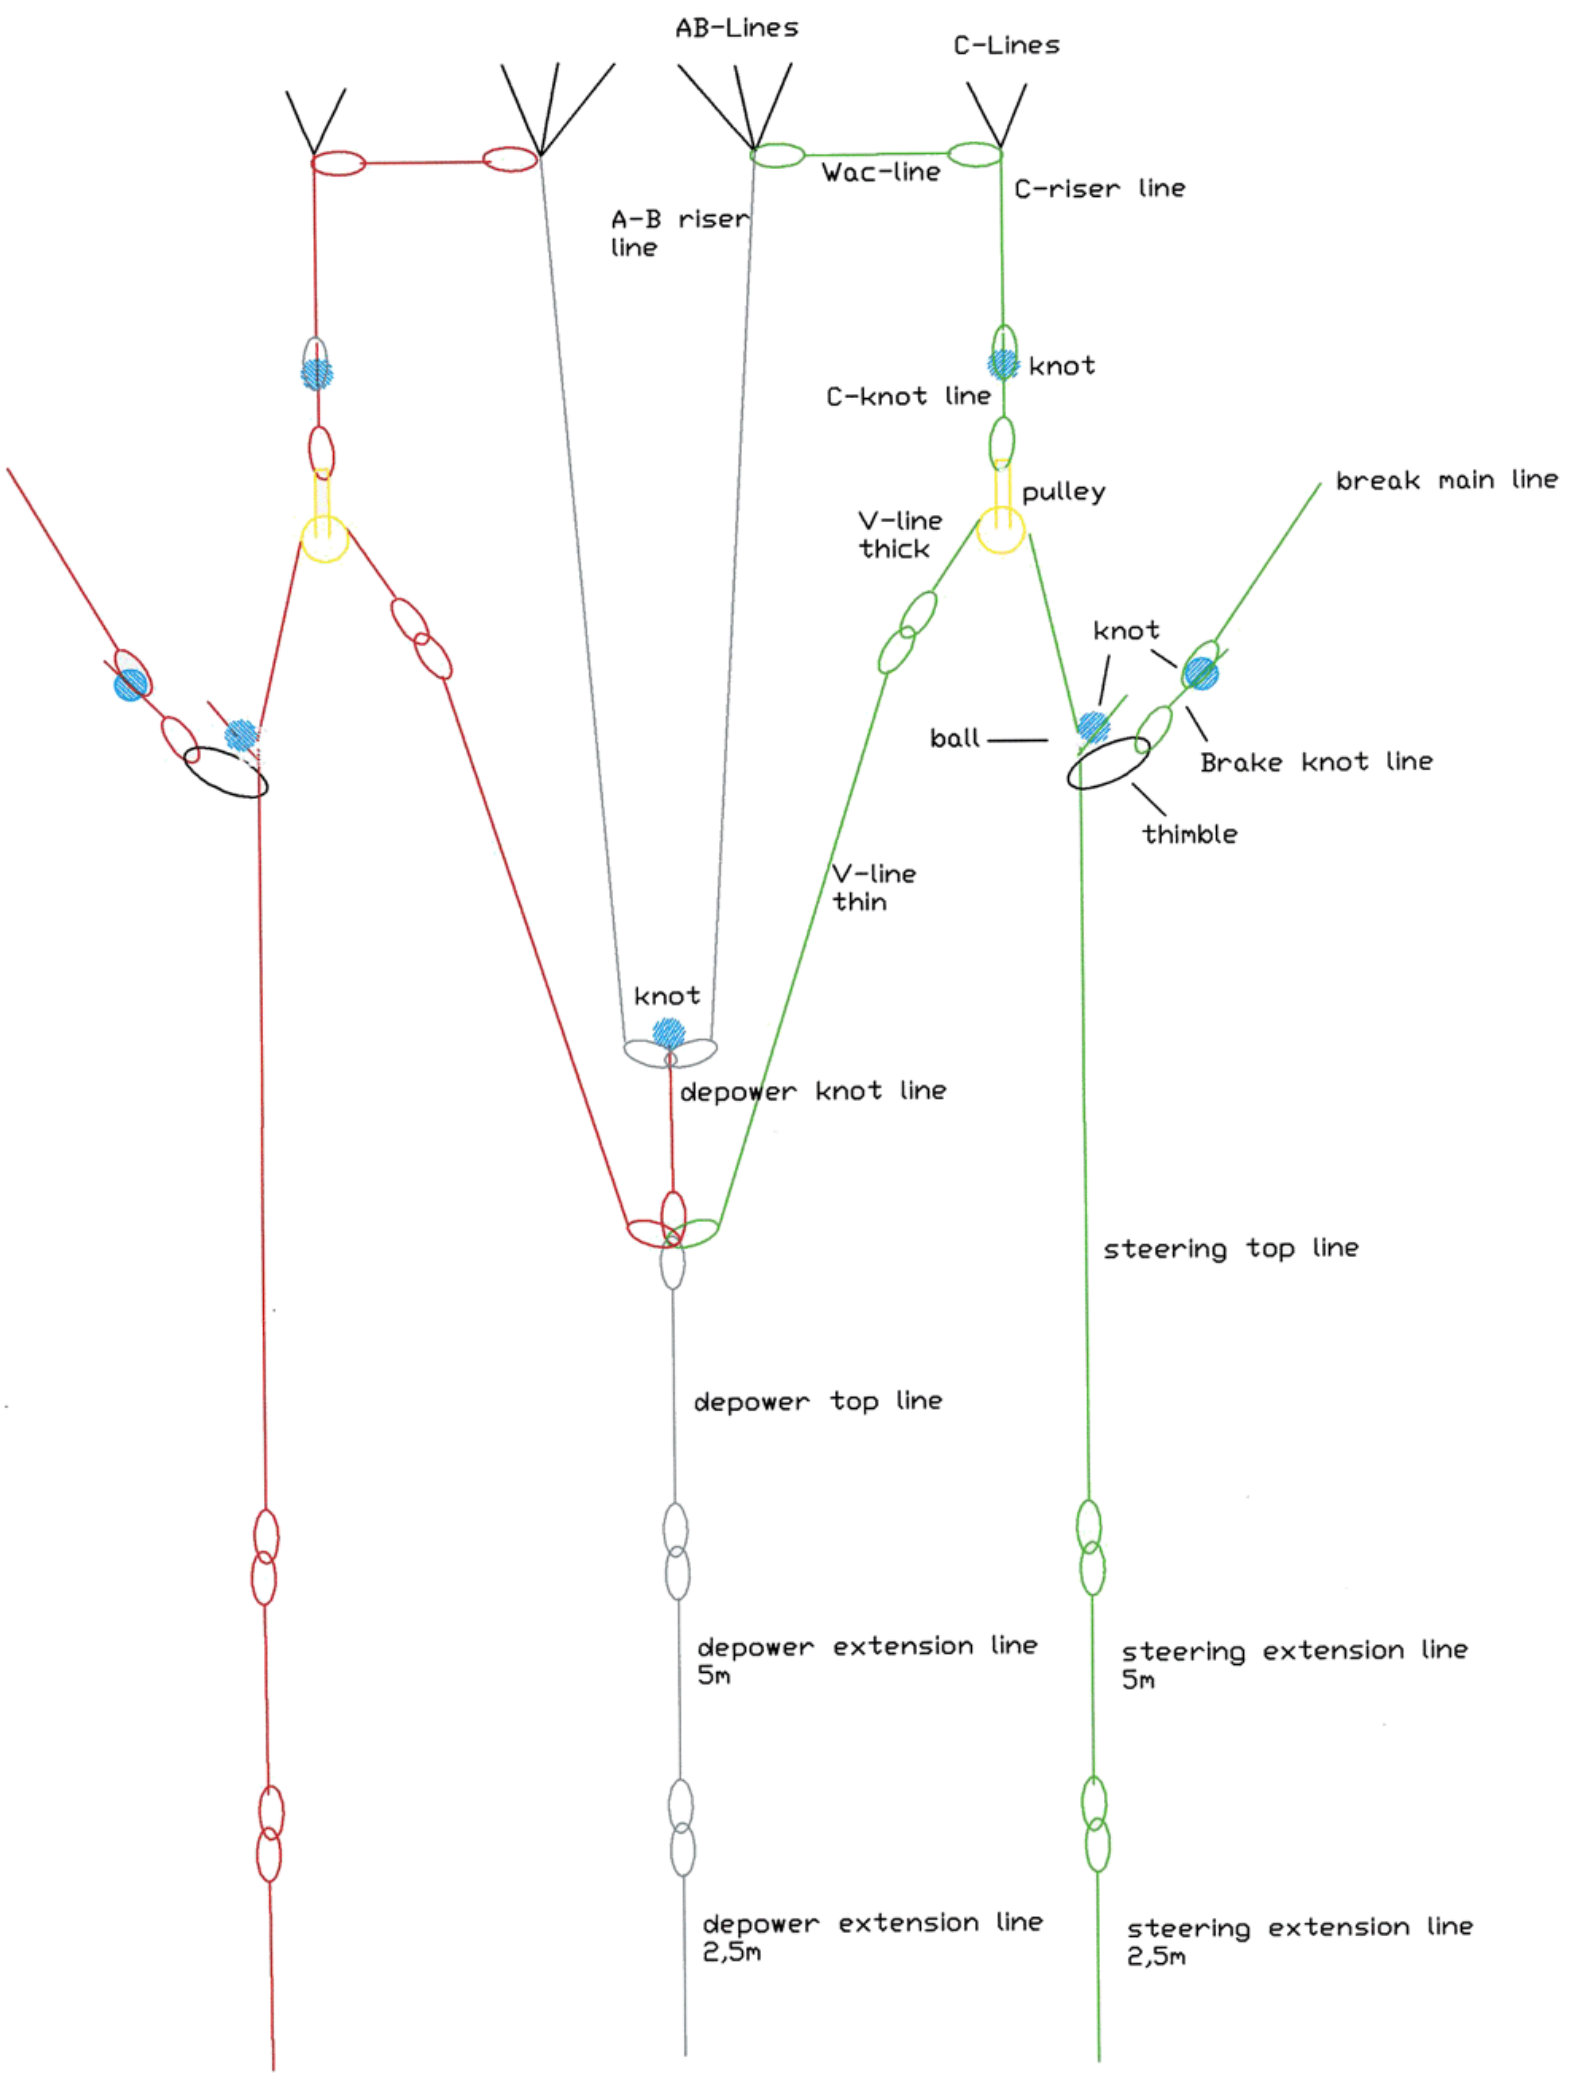 AB-Lines
C-Lines
Wac-line
C-riser line
A-B riser
line
knot
C-knot line
break main line
pulley
V-line
thick
knot
ball
Brake knot line
thimble
V-line
thin
knot
depower knot line
steering top line
depower top line
depower extension line
5m
steering extension line
5m
depower extension line
2,5m
steering extension line
2,5m